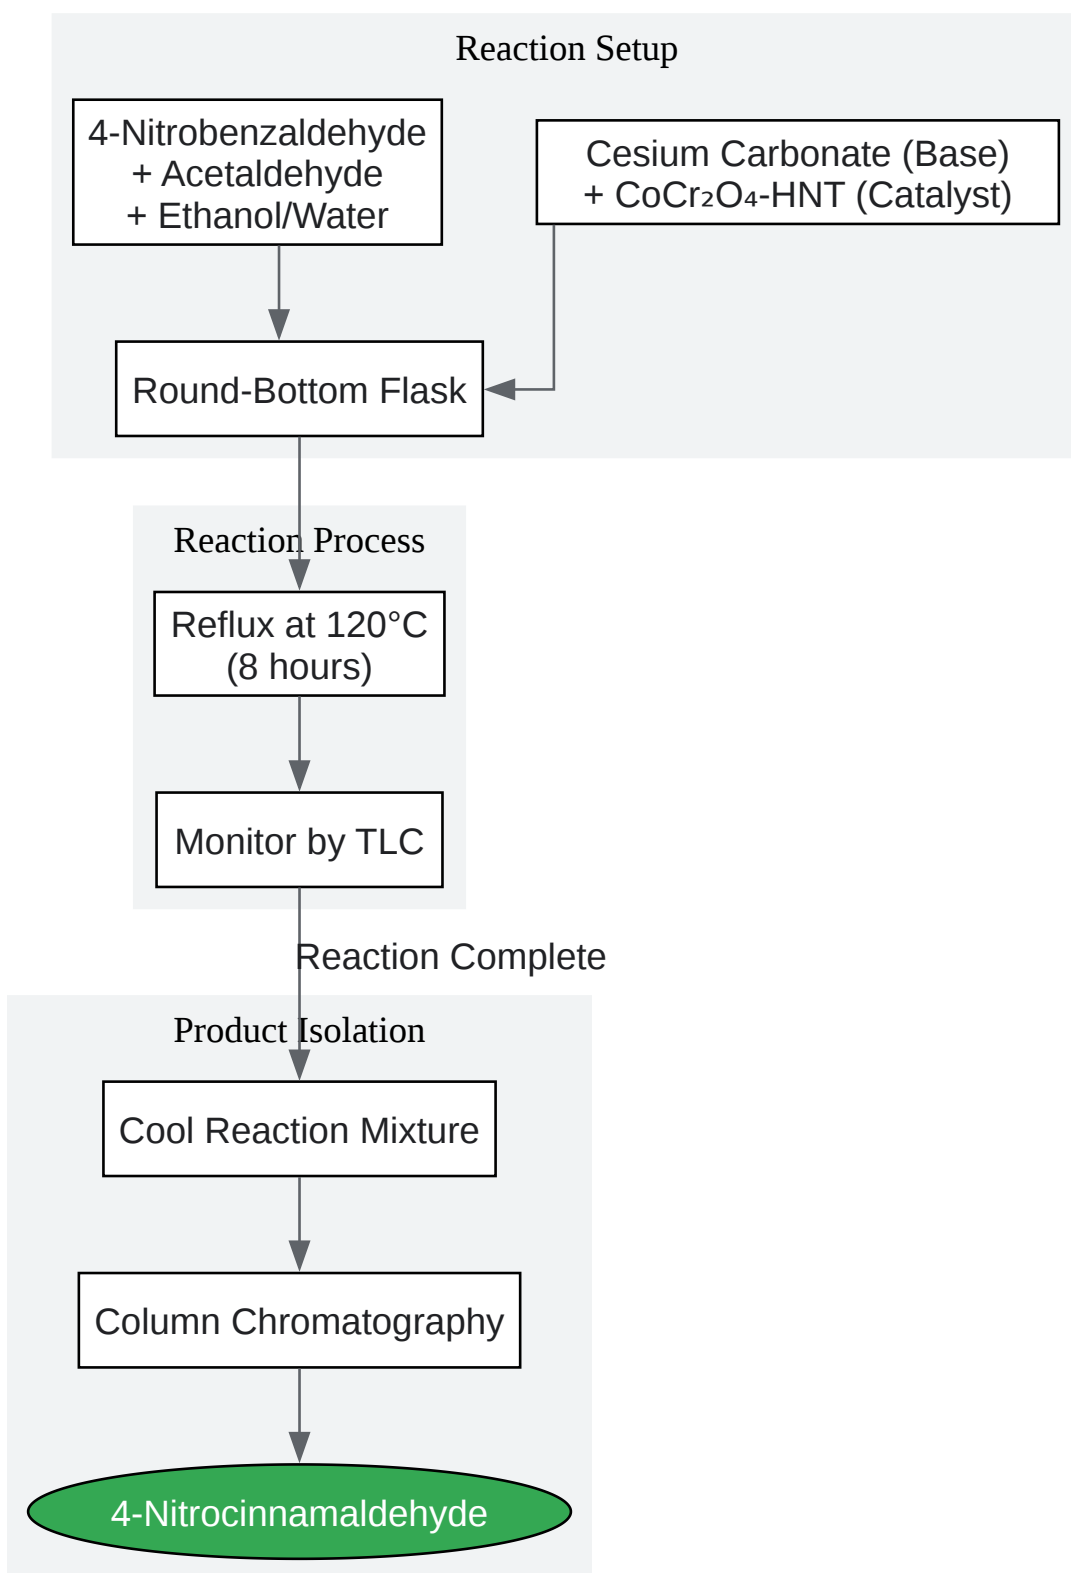 Reaction Setup
4-Nitrobenzaldehyde
+ Acetaldehyde
+ Ethanol/Water
Cesium Carbonate (Base)
+ CoCr₂O₄-HNT (Catalyst)
Round-Bottom Flask
Reaction Process
Reflux at 120°C
(8 hours)
Monitor by TLC
Reaction Complete
Product Isolation
Cool Reaction Mixture
Column Chromatography
4-Nitrocinnamaldehyde